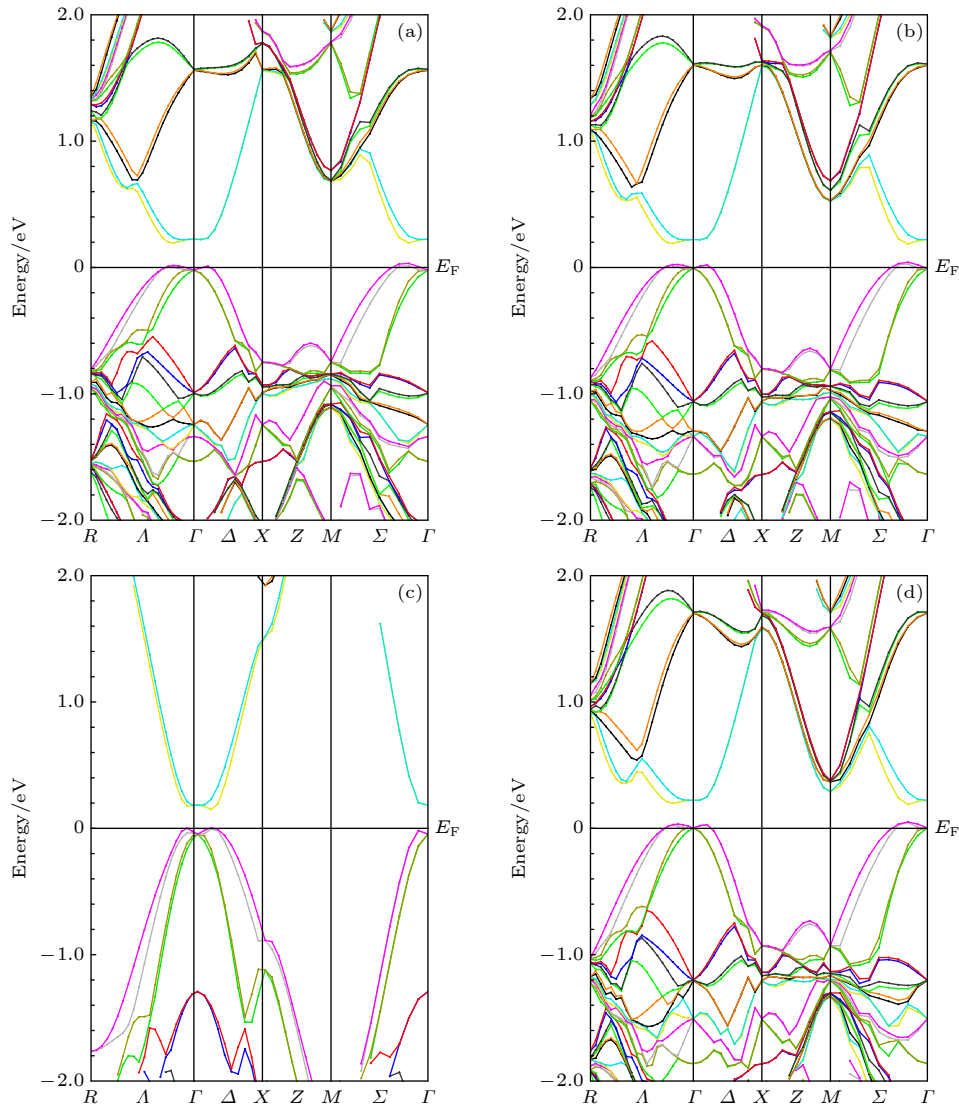 2.0 (a) 2.0 (b)
1.0 1.0
Energy/eV Energy/eV
0 E_F 0 E_F
−1.0 −1.0
−2.0 −2.0
R Λ Γ Δ X Z M Σ Γ R Λ Γ Δ X Z M Σ Γ
2.0 (c) 2.0 (d)
1.0 1.0
Energy/eV Energy/eV
0 E_F 0 E_F
−1.0 −1.0
−2.0 −2.0
R Λ Γ Δ X Z M Σ Γ R Λ Γ Δ X Z M Σ Γ